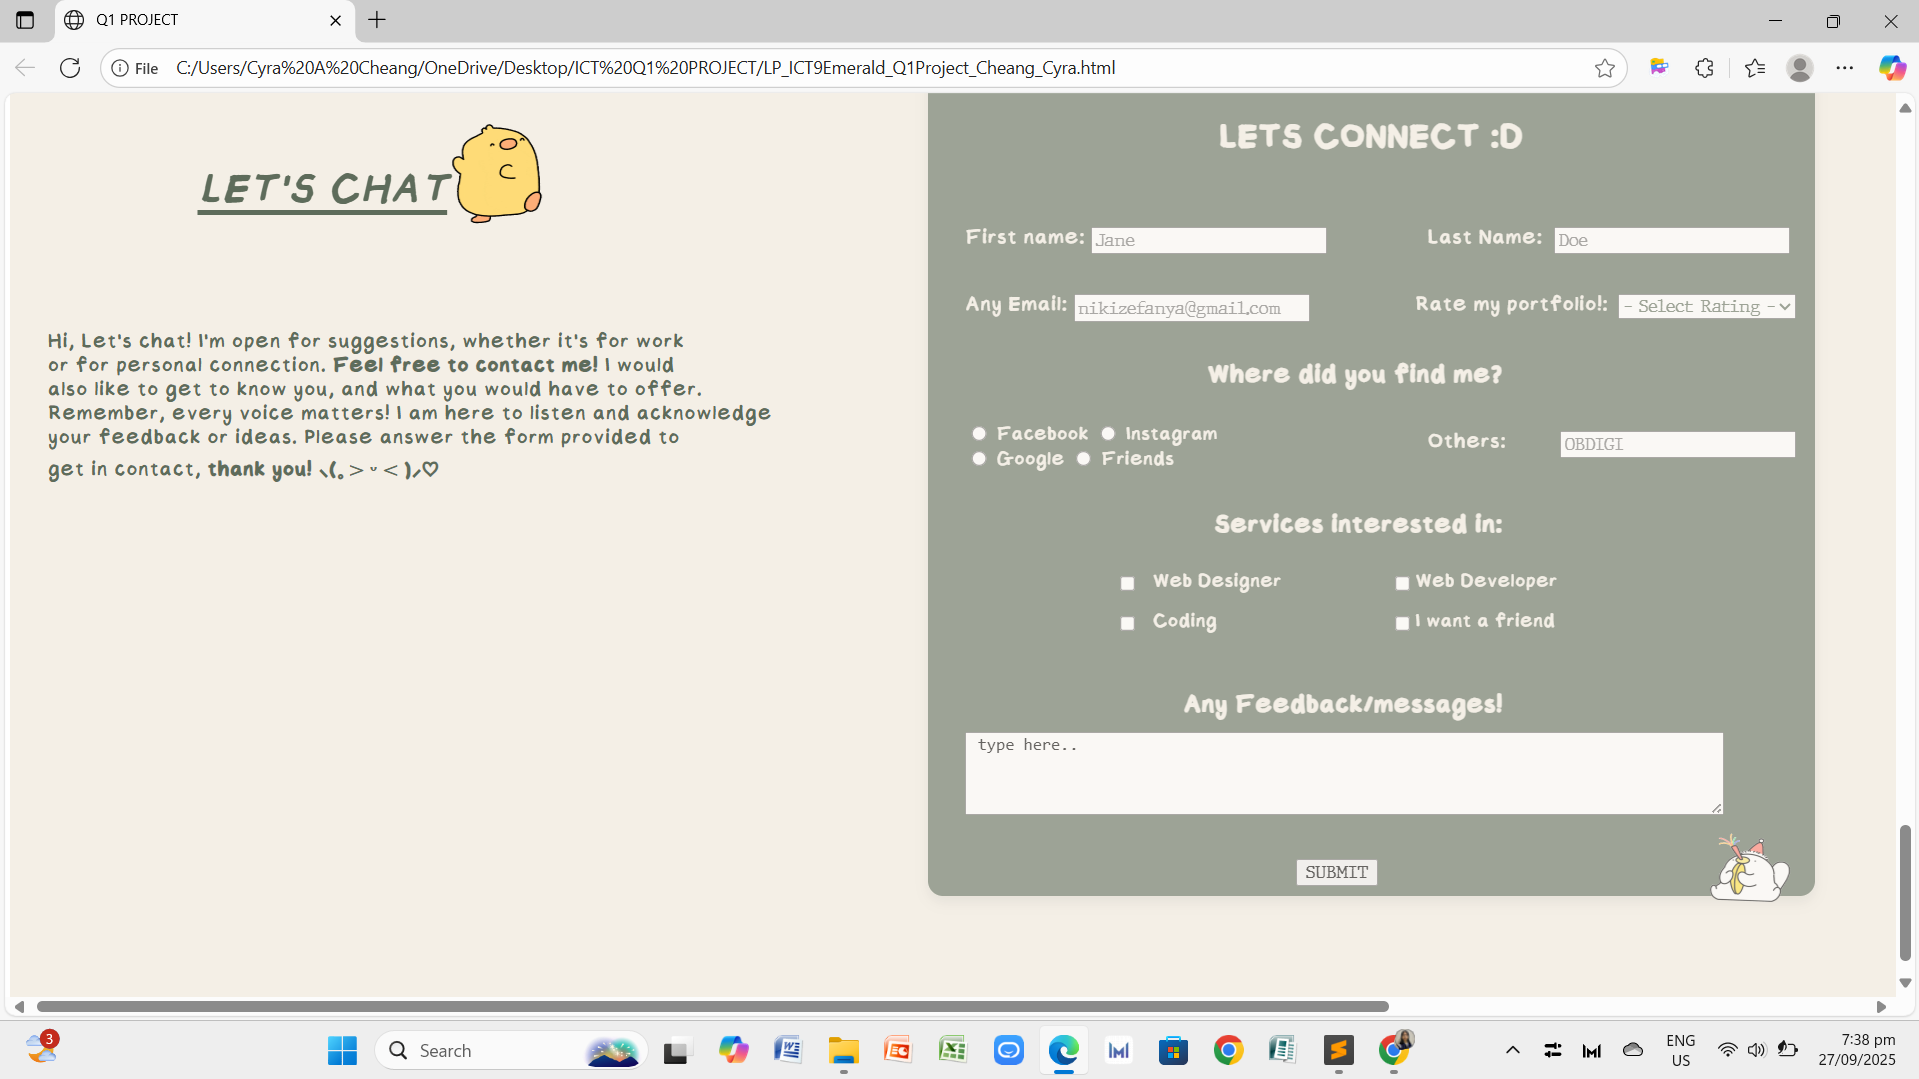 Q1 PROJECT
File C:/Users/Cyra%20A%20Cheang/OneDrive/Desktop/ICT%20Q1%20PROJECT/LP_ICT9Emerald_Q1Project_Cheang_Cyra.html
LET'S CHAT
Hi, Let's chat! I'm open for suggestions, whether it's for work
or for personal connection. Feel free to contact me! I would
also like to get to know you, and what you would have to offer.
Remember, every voice matters! I am here to listen and acknowledge
your feedback or ideas. Please answer the form provided to
get in contact, thank you! ⸜(｡˃ ᵕ ˂ )⸝♡
LETS CONNECT :D
First name: Jane Last Name: Doe
Any Email: nikizefanya@gmail.com Rate my portfolio!: - Select Rating -
Where did you find me?
Facebook Instagram
Google Friends
Others: OBDIGI
Services interested in:
Web Designer Web Developer
Coding I want a friend
Any Feedback/messages!
type here..
SUBMIT
3
Search
ENG
US
7:38 pm
27/09/2025